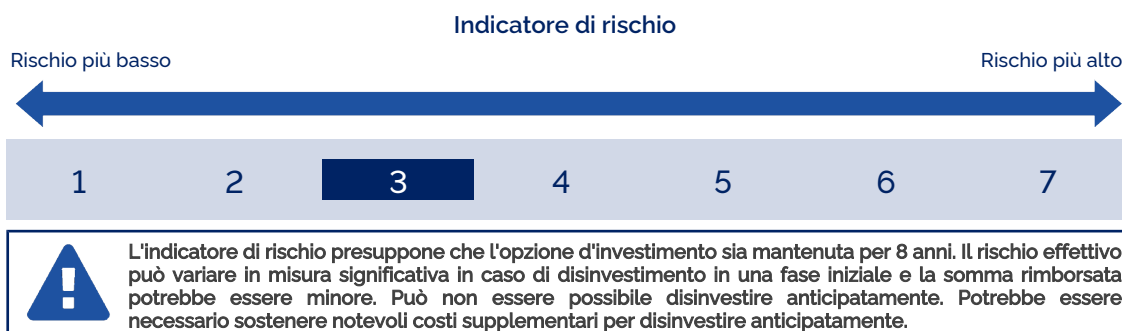 Indicatore di rischio
Rischio più basso
Rischio più alto
1 2 3 4 5 6 7
L'indicatore di rischio presuppone che l'opzione d'investimento sia mantenuta per 8 anni. Il rischio effettivo
può variare in misura significativa in caso di disinvestimento in una fase iniziale e la somma rimborsata
potrebbe essere minore. Può non essere possibile disinvestire anticipatamente. Potrebbe essere
necessario sostenere notevoli costi supplementari per disinvestire anticipatamente.